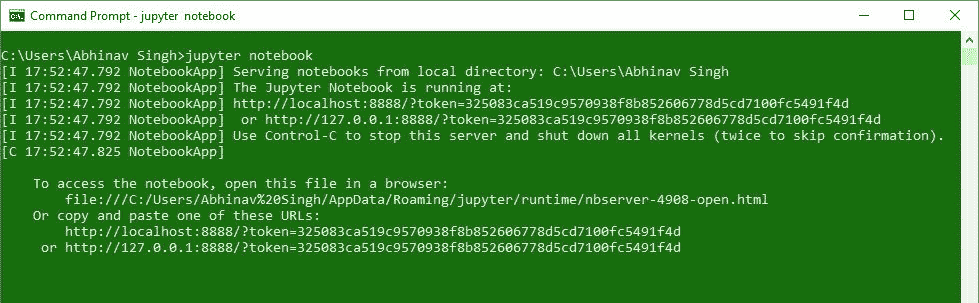 Command Prompt - jupyter  notebook
C:\Users\Abhinav Singh>jupyter notebook
[I 17:52:47.792 NotebookApp] Serving notebooks from local directory: C:\Users\Abhinav Singh
[I 17:52:47.792 NotebookApp] The Jupyter Notebook is running at:
[I 17:52:47.792 NotebookApp] http://localhost:8888/?token=325083ca519c9570938f8b852606778d5cd7100fc5491f4d
[I 17:52:47.792 NotebookApp]  or http://127.0.0.1:8888/?token=325083ca519c9570938f8b852606778d5cd7100fc5491f4d
[I 17:52:47.792 NotebookApp] Use Control-C to stop this server and shut down all kernels (twice to skip confirmation).
[C 17:52:47.825 NotebookApp]
To access the notebook, open this file in a browser:
file:///C:/Users/Abhinav%20Singh/AppData/Roaming/jupyter/runtime/nbserver-4908-open.html
Or copy and paste one of these URLs:
http://localhost:8888/?token=325083ca519c9570938f8b852606778d5cd7100fc5491f4d
or http://127.0.0.1:8888/?token=325083ca519c9570938f8b852606778d5cd7100fc5491f4d